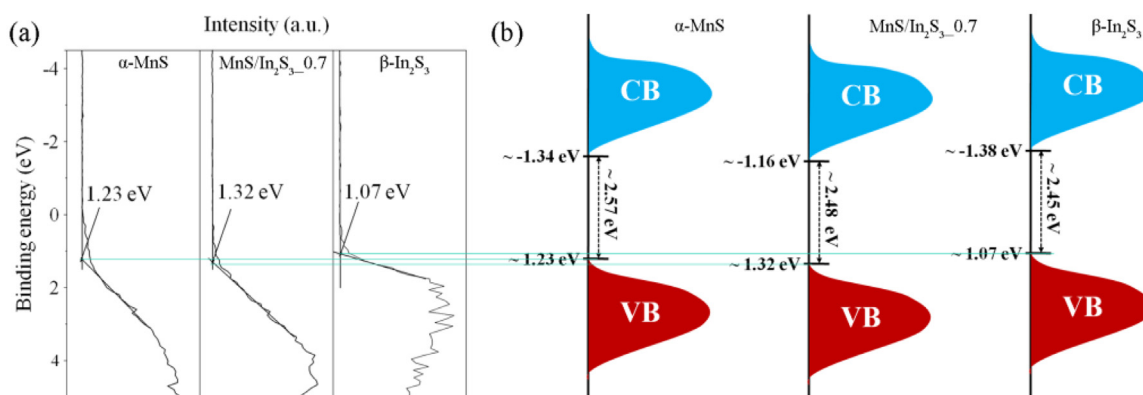 (a)
Intensity (a.u.)
α-MnS
MnS/In₂S₃_0.7
β-In₂S₃
Binding energy (eV)
-4
-2
0
2
4
1.23 eV
1.32 eV
1.07 eV
(b)
α-MnS
MnS/In₂S₃_0.7
β-In₂S₃
CB
CB
CB
~ -1.34 eV
~ -1.16 eV
~ -1.38 eV
~ 2.57 eV
~ 2.48 eV
~ 2.45 eV
~ 1.23 eV
~ 1.32 eV
~ 1.07 eV
VB
VB
VB